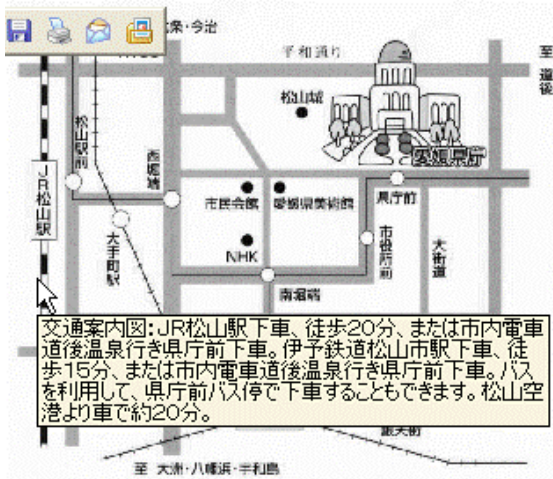 ・今治
平和通り
至 道後
松山城
松山駅前
西堀端
愛媛県庁
JR松山駅
市民会館
愛媛県美術館
県庁前
大手町駅
NHK
市役所前
大街道
南堀端
交通案内図:JR松山駅下車、徒歩20分、または市内電車
道後温泉行き県庁前下車。伊予鉄道松山市駅下車、徒
歩15分、または市内電車道後温泉行き県庁前下車。バス
を利用して、県庁前バス停で下車することもできます。松山空
港より車で約20分。
至 大洲・八幡浜・宇和島